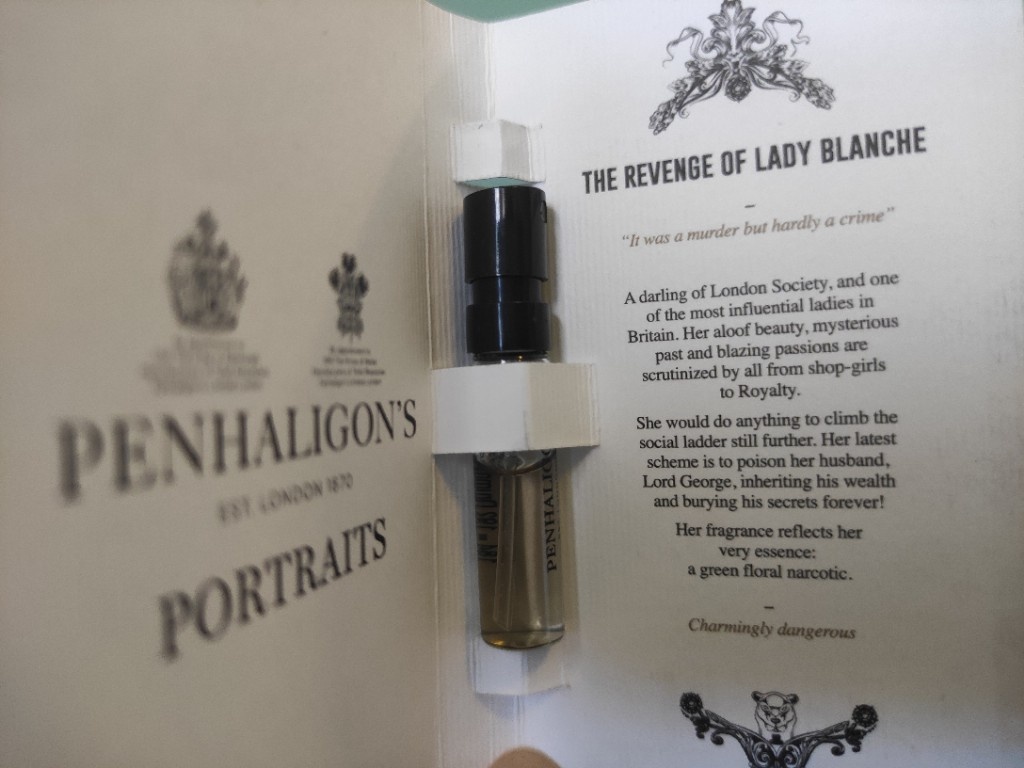 PENHALIGON'S
EST. LONDON 1870
PORTRAITS
PENHALIGO
THE REVENGE OF LADY BLANCHE
–
“It was a murder but hardly a crime”
A darling of London Society, and one
of the most influential ladies in
Britain. Her aloof beauty, mysterious
past and blazing passions are
scrutinized by all from shop-girls
to Royalty.
She would do anything to climb the
social ladder still further. Her latest
scheme is to poison her husband,
Lord George, inheriting his wealth
and burying his secrets forever!
Her fragrance reflects her
very essence:
a green floral narcotic.
–
Charmingly dangerous